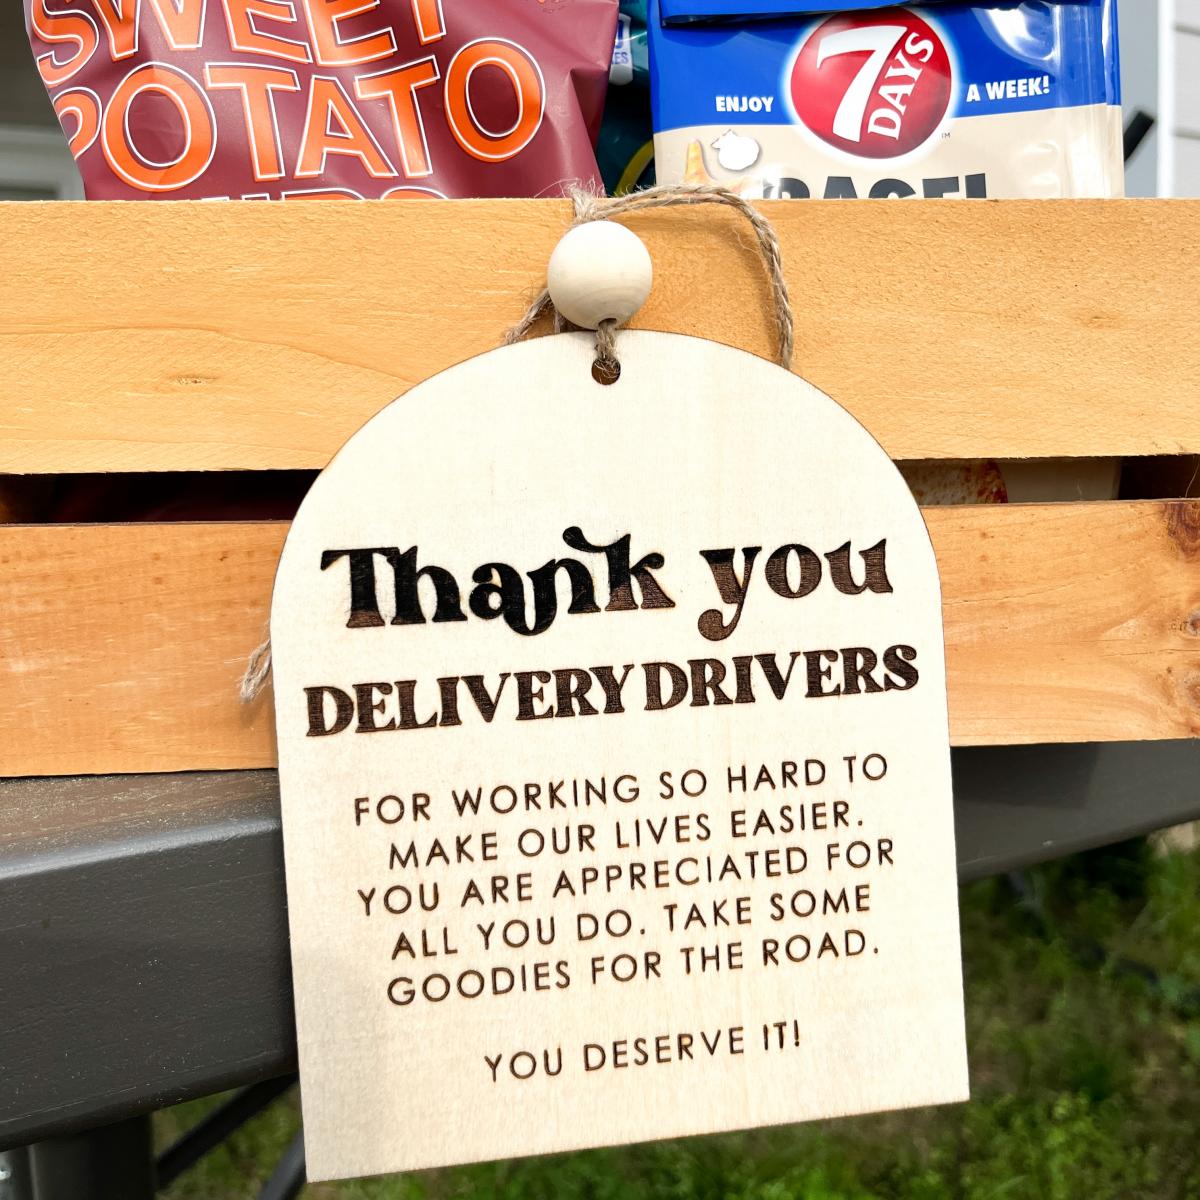 SWEET
POTATO
ENJOY 7 DAYS A WEEK!
TM
Thank you
DELIVERY DRIVERS
FOR WORKING SO HARD TO
MAKE OUR LIVES EASIER.
YOU ARE APPRECIATED FOR
ALL YOU DO. TAKE SOME
GOODIES FOR THE ROAD.
YOU DESERVE IT!